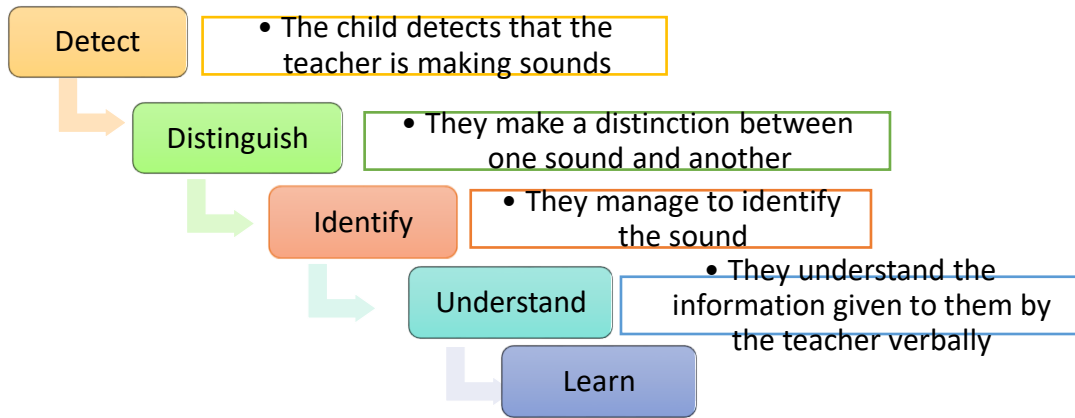 Detect
• The child detects that the
teacher is making sounds
Distinguish
• They make a distinction between
one sound and another
Identify
• They manage to identify
the sound
Understand
• They understand the
information given to them by
the teacher verbally
Learn